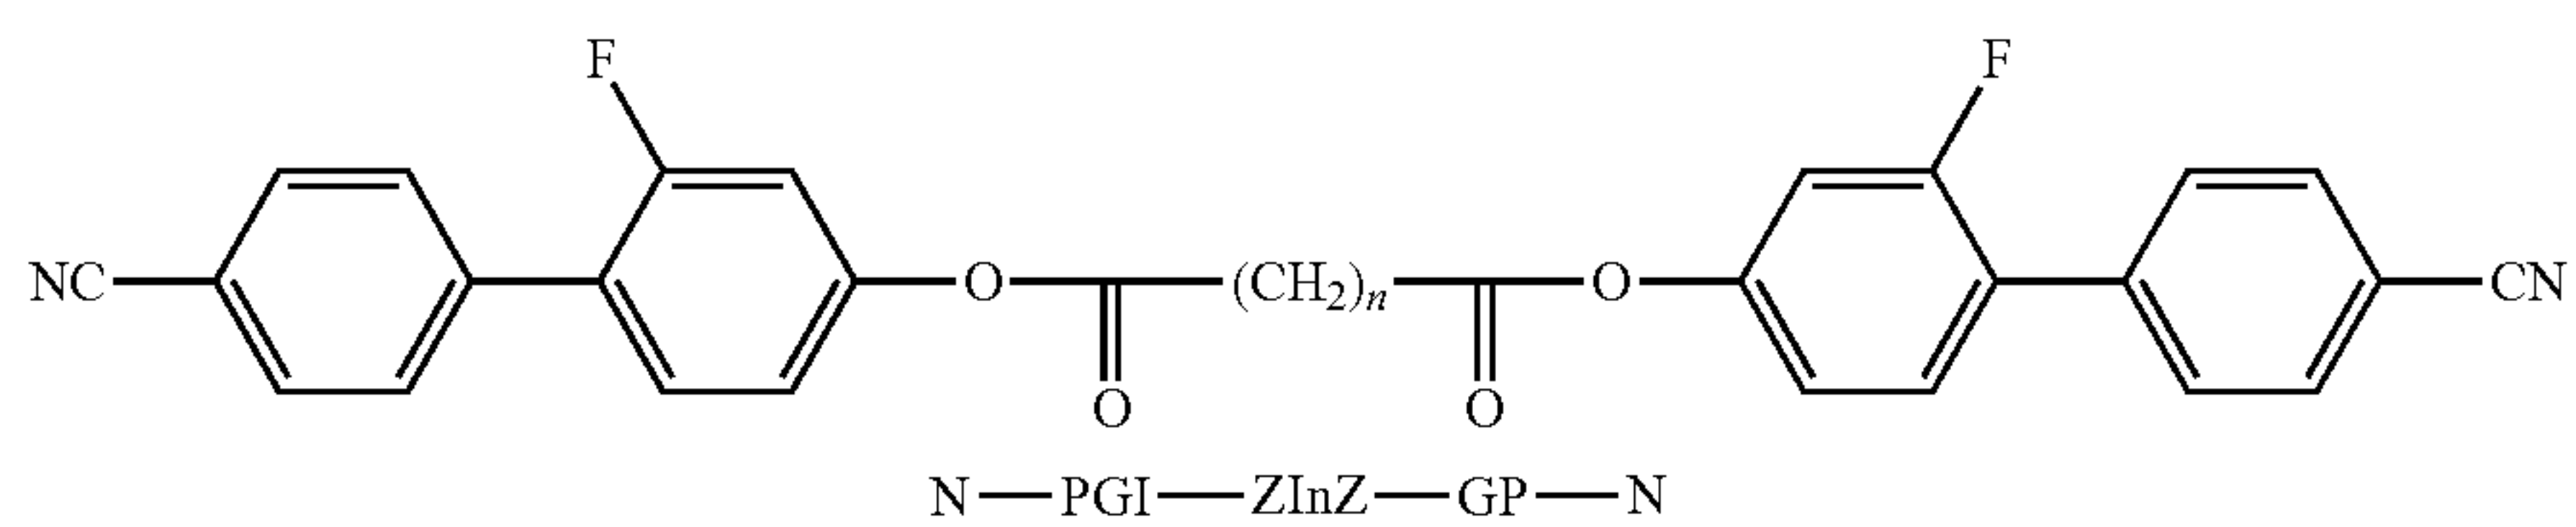 F F
NC O (CH₂)ₙ O CN
O O
N—PGI—ZInZ—GP—N